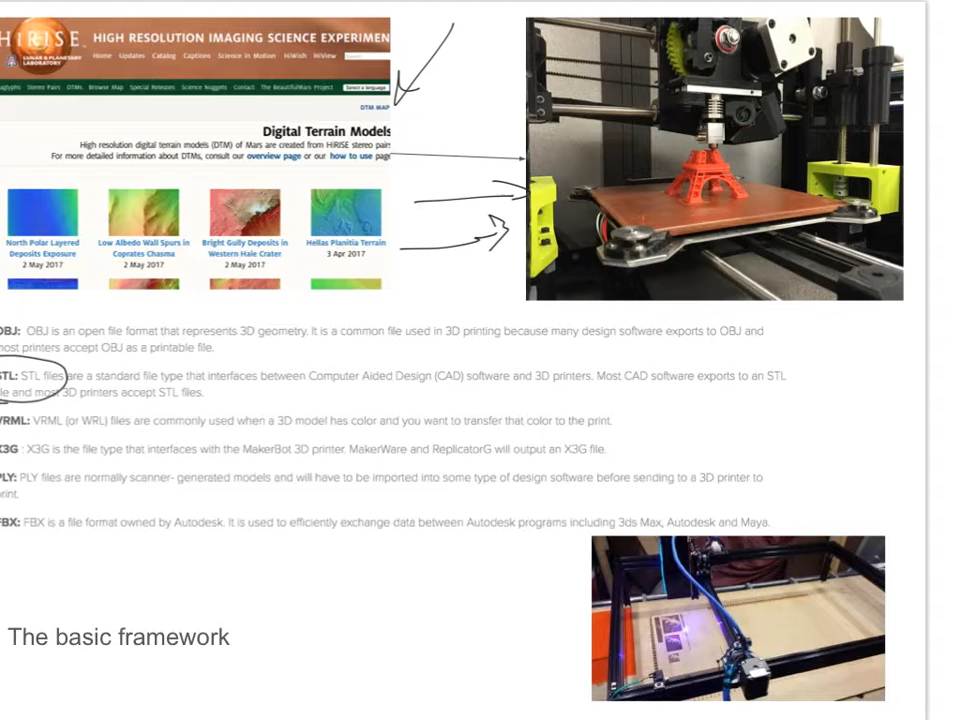 HiRISE
LUNAR & PLANETARY
LABORATORY
HIGH RESOLUTION IMAGING SCIENCE EXPERIMEN
Home Updates Catalog Captions Science in Motion HiWish HiView
aglyphs Stereo Pairs DTMs Browse Map Special Releases Science Nuggets Contact The BeautifulMars Project Select a language
DTM MAP
Digital Terrain Models
High resolution digital terrain models (DTM) of Mars are created from HiRISE stereo pairs
For more detailed information about DTMs, consult our overview page or our how to use page
North Polar Layered
Deposits Exposure
2 May 2017
Low Albedo Wall Spurs in
Coprates Chasma
2 May 2017
Bright Gully Deposits in
Western Hale Crater
2 May 2017
Hellas Planitia Terrain
3 Apr 2017
OBJ: OBJ is an open file format that represents 3D geometry. It is a common file used in 3D printing because many design software exports to OBJ and
most printers accept OBJ as a printable file.
STL: STL files are a standard file type that interfaces between Computer Aided Design (CAD) software and 3D printers. Most CAD software exports to an STL
le and most 3D printers accept STL files.
VRML: VRML (or WRL) files are commonly used when a 3D model has color and you want to transfer that color to the print.
X3G : X3G is the file type that interfaces with the MakerBot 3D printer. MakerWare and ReplicatorG will output an X3G file.
PLY: PLY files are normally scanner- generated models and will have to be imported into some type of design software before sending to a 3D printer to
print.
FBX: FBX is a file format owned by Autodesk. It is used to efficiently exchange data between Autodesk programs including 3ds Max, Autodesk and Maya.
The basic framework